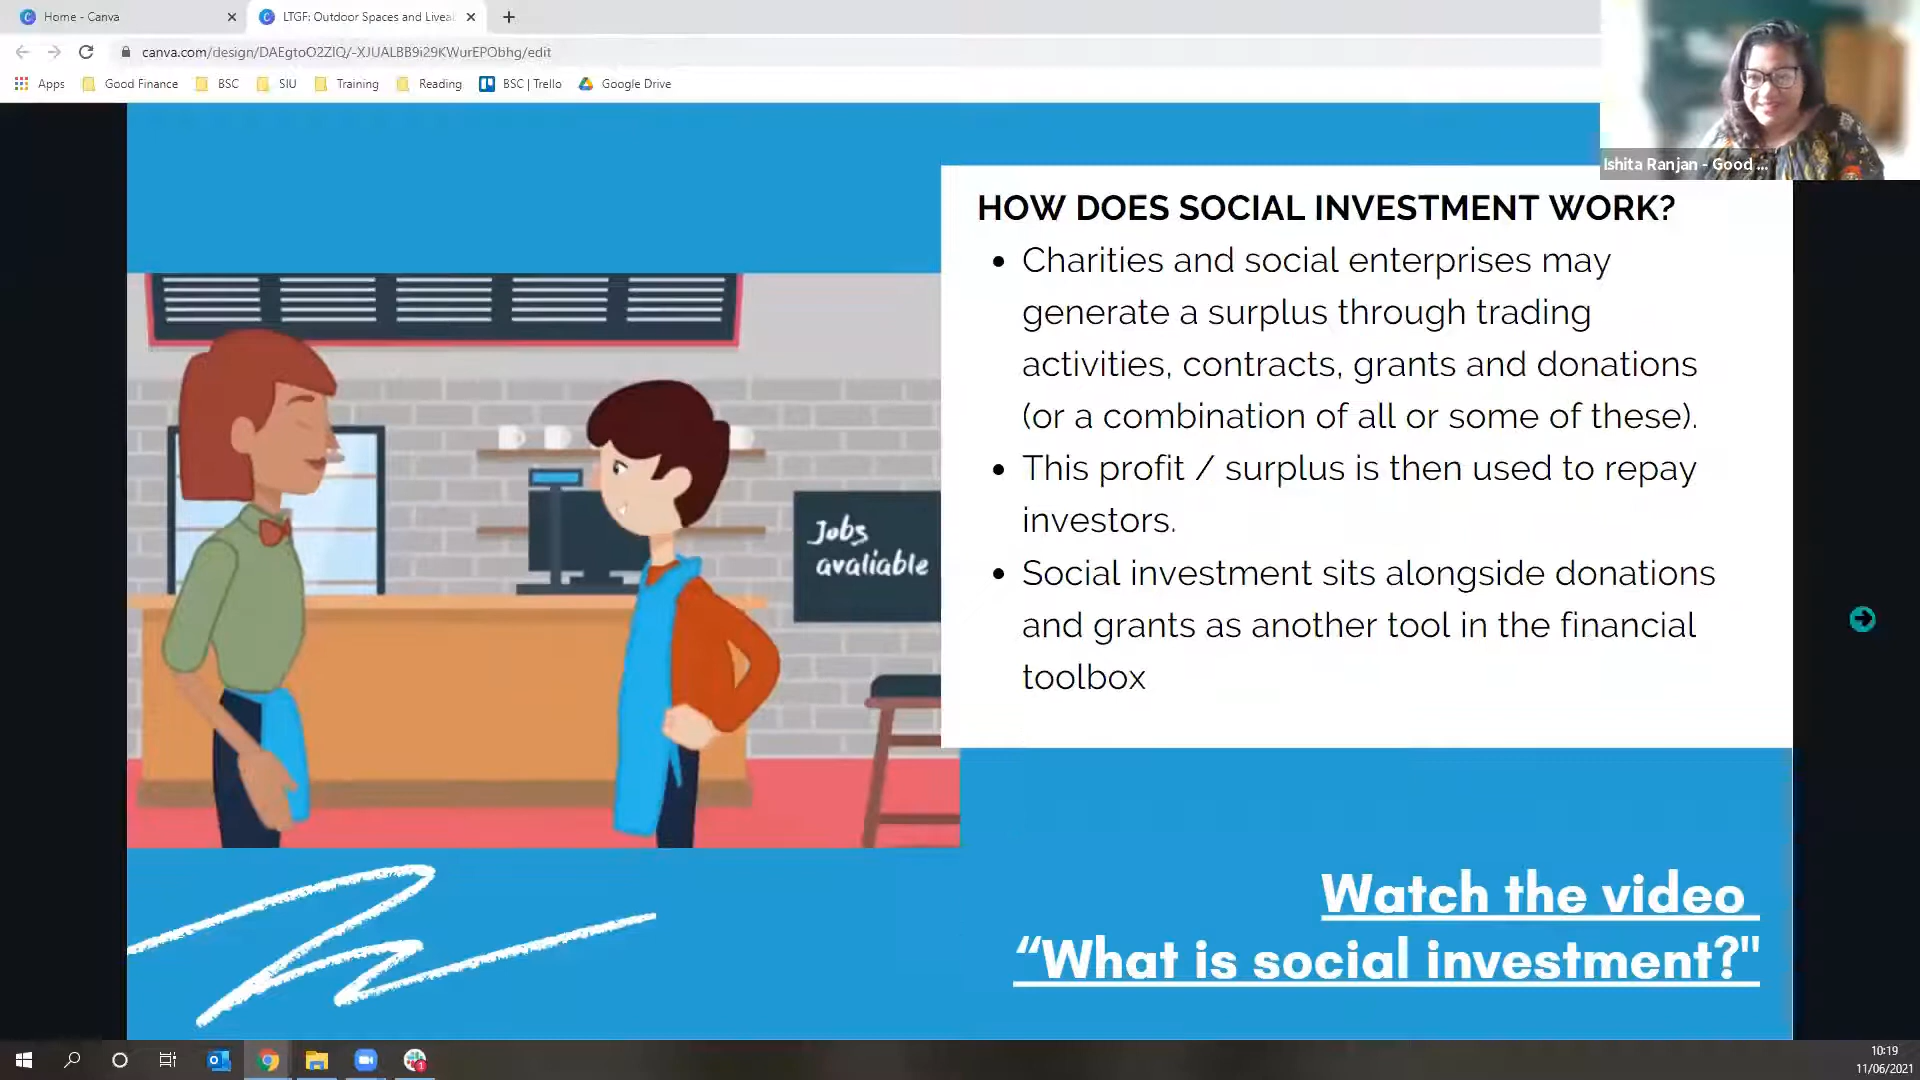 Home - Canva
LTGF: Outdoor Spaces and Liveab
canva.com/design/DAEgtoO2ZIQ/-XJUALBB9i29KWurEPObhg/edit
Apps
Good Finance
BSC
SIU
Training
Reading
BSC | Trello
Google Drive
Ishita Ranjan - Good ...
HOW DOES SOCIAL INVESTMENT WORK?
• Charities and social enterprises may
generate a surplus through trading
activities, contracts, grants and donations
(or a combination of all or some of these).
• This profit / surplus is then used to repay
investors.
• Social investment sits alongside donations
and grants as another tool in the financial
toolbox
Jobs
avaliable
Watch the video
“What is social investment?"
10:19
11/06/2021